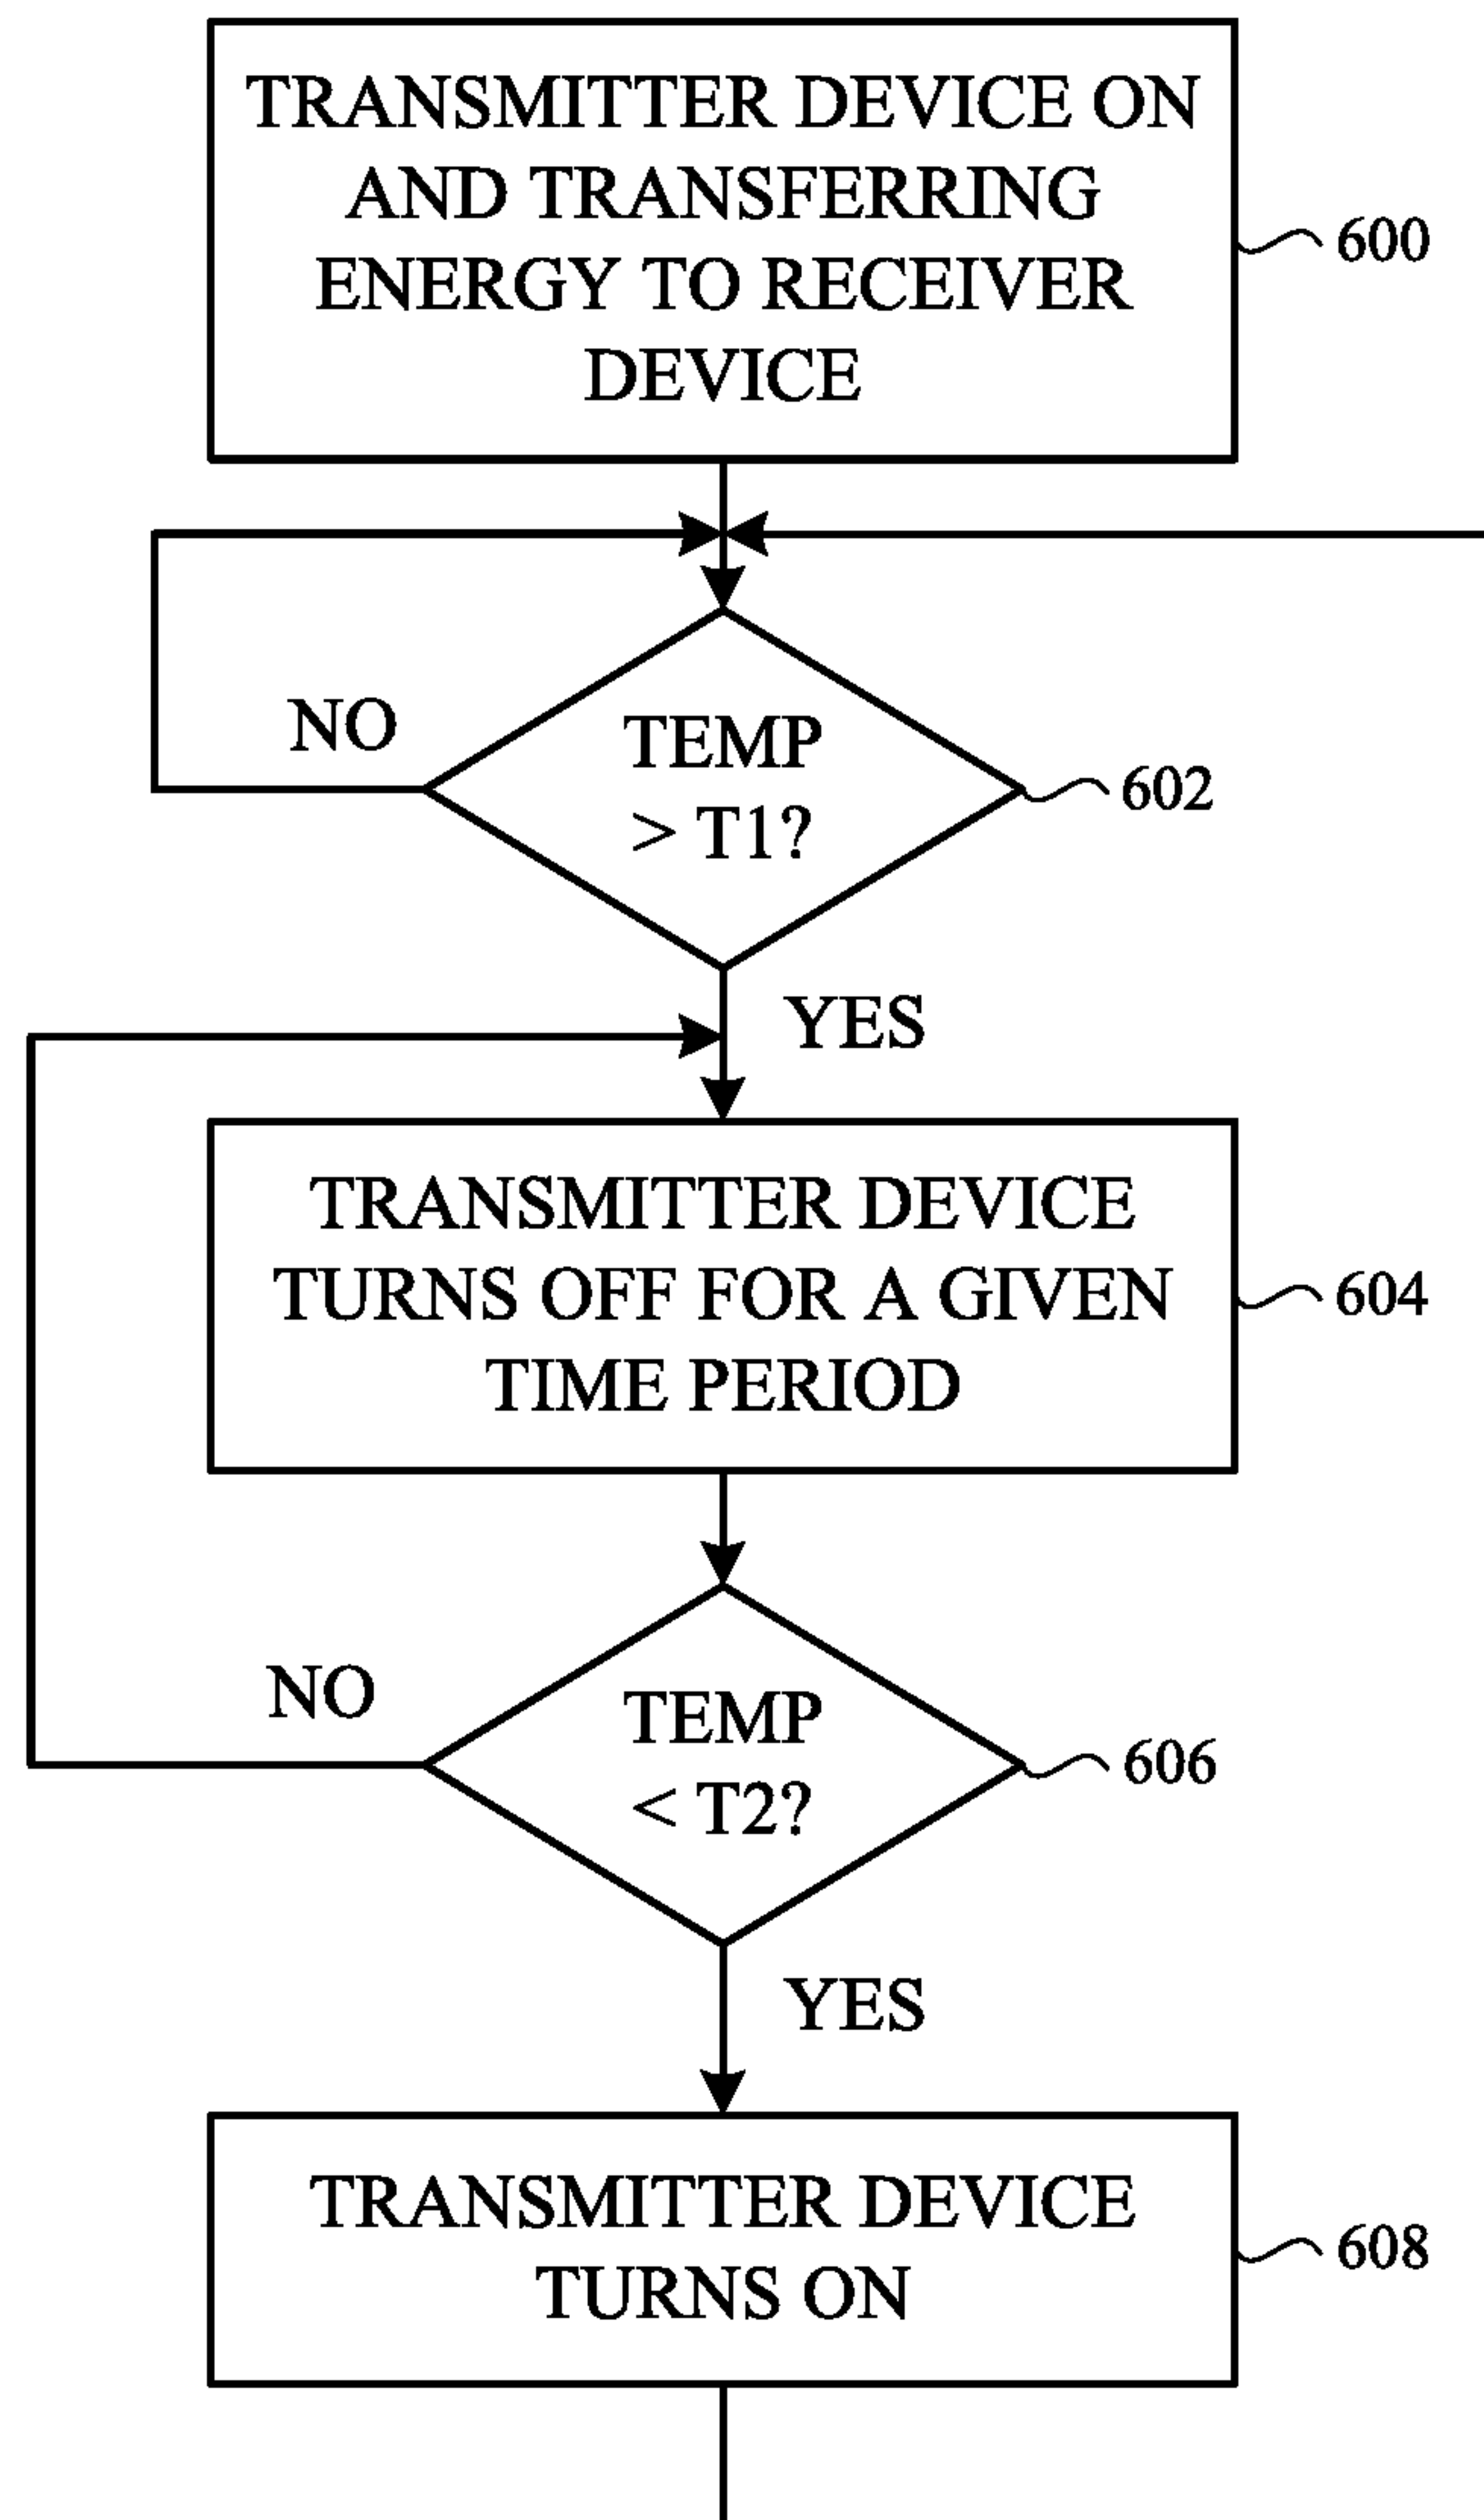 TRANSMITTER DEVICE ON
AND TRANSFERRING
ENERGY TO RECEIVER
DEVICE
600
NO
TEMP
> T1?
602
YES
TRANSMITTER DEVICE
TURNS OFF FOR A GIVEN
TIME PERIOD
604
NO
TEMP
< T2?
606
YES
TRANSMITTER DEVICE
TURNS ON
608